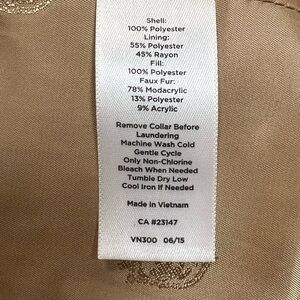 Shell:
100% Polyester
Lining:
55% Polyester
45% Rayon
Fill:
100% Polyester
Faux Fur:
78% Modacrylic
13% Polyester
9% Acrylic
Remove Collar Before
Laundering
Machine Wash Cold
Gentle Cycle
Only Non-Chlorine
Bleach When Needed
Tumble Dry Low
Cool Iron If Needed
Made in Vietnam
CA #23147
VN300 06/15